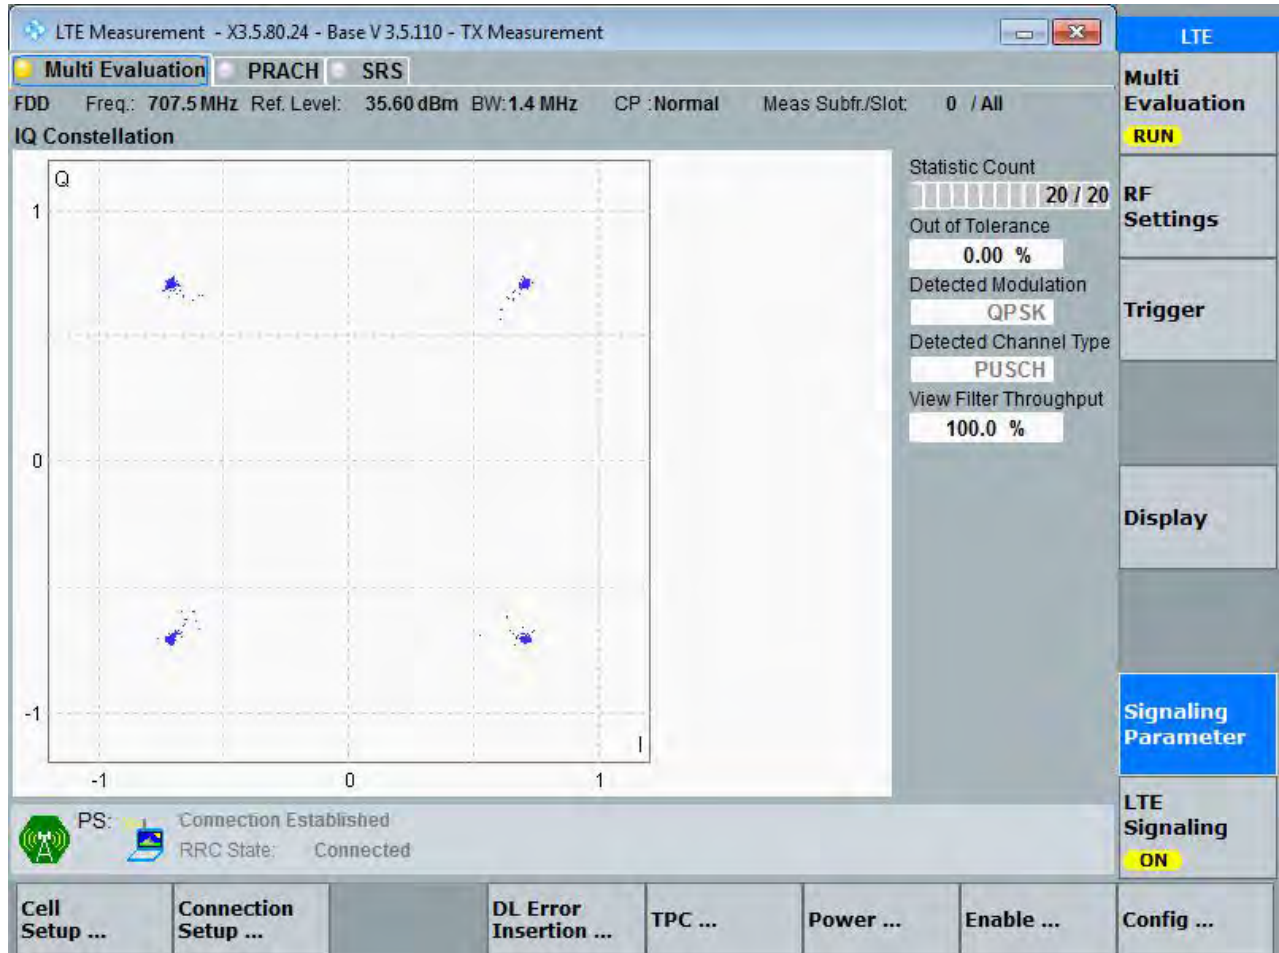 LTE Measurement - X3.5.80.24 - Base V 3.5.110 - TX Measurement
LTE
Multi Evaluation PRACH SRS
FDD Freq.: 707.5 MHz Ref. Level: 35.60 dBm BW: 1.4 MHz CP : Normal Meas Subfr./Slot: 0 / All
IQ Constellation
Multi
Evaluation
RUN
Q
1
0
-1
I
-1 0 1
Statistic Count
20 / 20
Out of Tolerance
0.00 %
Detected Modulation
QPSK
Detected Channel Type
PUSCH
View Filter Throughput
100.0 %
RF
Settings
Trigger
Display
Signaling
Parameter
LTE
Signaling
ON
PS: Connection Established
RRC State: Connected
Cell
Setup ...
Connection
Setup ...
DL Error
Insertion ...
TPC ...
Power ...
Enable ...
Config ...